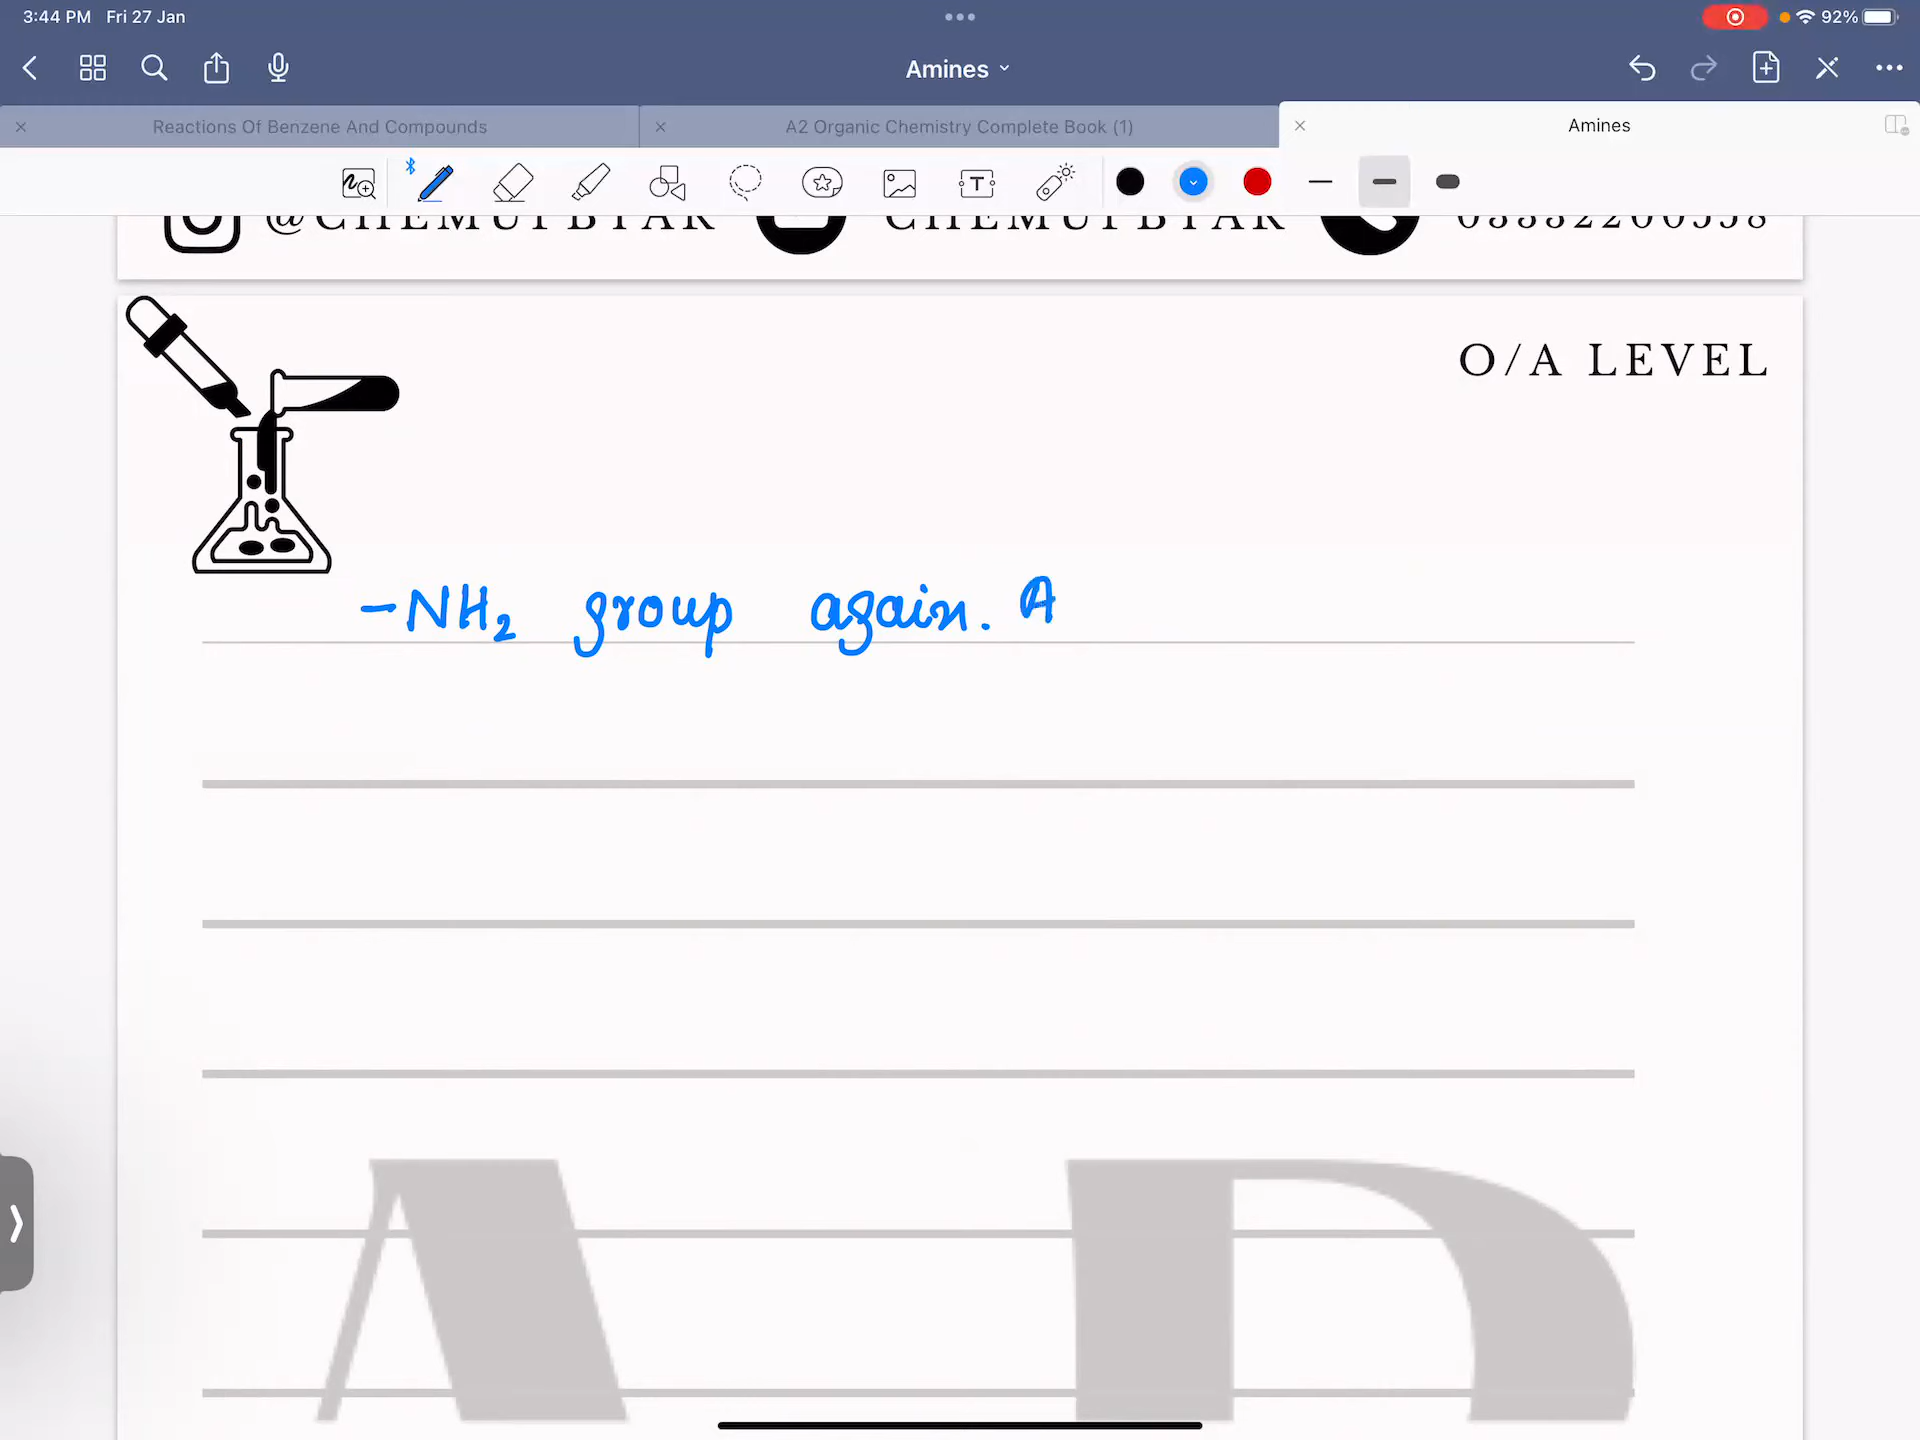 3:44 PM Fri 27 Jan
92%
Amines
Reactions Of Benzene And Compounds
A2 Organic Chemistry Complete Book (1)
Amines
T
O/A LEVEL
-NH₂ group again. A